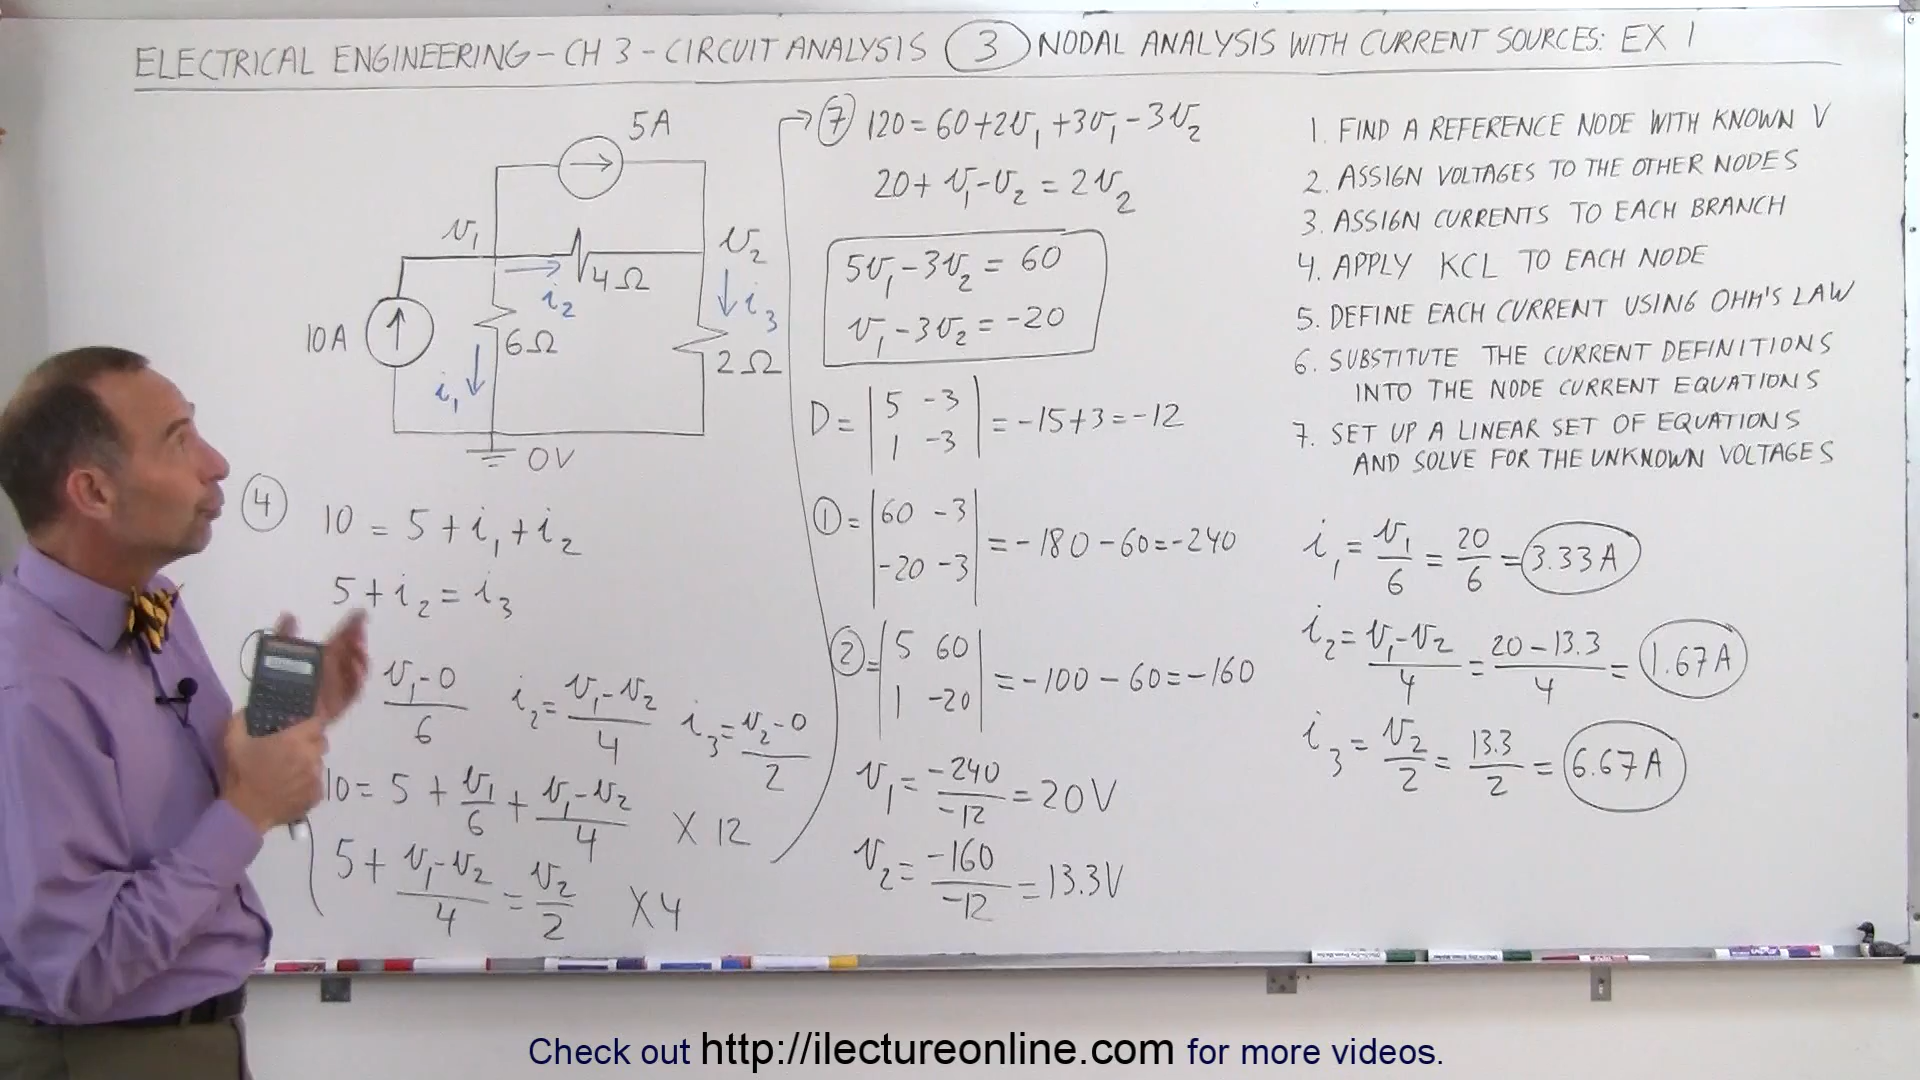 ELECTRICAL ENGINEERING – CH 3 – CIRCUIT ANALYSIS 3 NODAL ANALYSIS WITH CURRENT SOURCES: EX 1
5A
v₁
v₂
4Ω
i₂
i₃
10A
6Ω
2Ω
i₁
0V
4
10 = 5 + i₁ + i₂
5 + i₂ = i₃
(v₁ - 0)/6 i₂ = (v₁ - v₂)/4 i₃ = (v₂ - 0)/2
10 = 5 + v₁/6 + (v₁ - v₂)/4 X 12
5 + (v₁ - v₂)/4 = v₂/2 X4
7 120 = 60 + 2v₁ + 3v₁ - 3v₂
20 + v₁ - v₂ = 2v₂
5v₁ - 3v₂ = 60
v₁ - 3v₂ = -20
D = | 5 -3 | = -15 + 3 = -12
| 1 -3 |
① = | 60 -3 | = -180 - 60 = -240
| -20 -3 |
② = | 5 60 | = -100 - 60 = -160
| 1 -20 |
v₁ = -240/-12 = 20V
v₂ = -160/-12 = 13.3V
1. FIND A REFERENCE NODE WITH KNOWN V
2. ASSIGN VOLTAGES TO THE OTHER NODES
3. ASSIGN CURRENTS TO EACH BRANCH
4. APPLY KCL TO EACH NODE
5. DEFINE EACH CURRENT USING OHH'S LAW
6. SUBSTITUTE THE CURRENT DEFINITIONS
INTO THE NODE CURRENT EQUATIONS
7. SET UP A LINEAR SET OF EQUATIONS
AND SOLVE FOR THE UNKNOWN VOLTAGES
i₁ = v₁/6 = 20/6 = 3.33A
i₂ = (v₁ - v₂)/4 = (20 - 13.3)/4 = 1.67A
i₃ = v₂/2 = 13.3/2 = 6.67A
Check out http://ilectureonline.com for more videos.